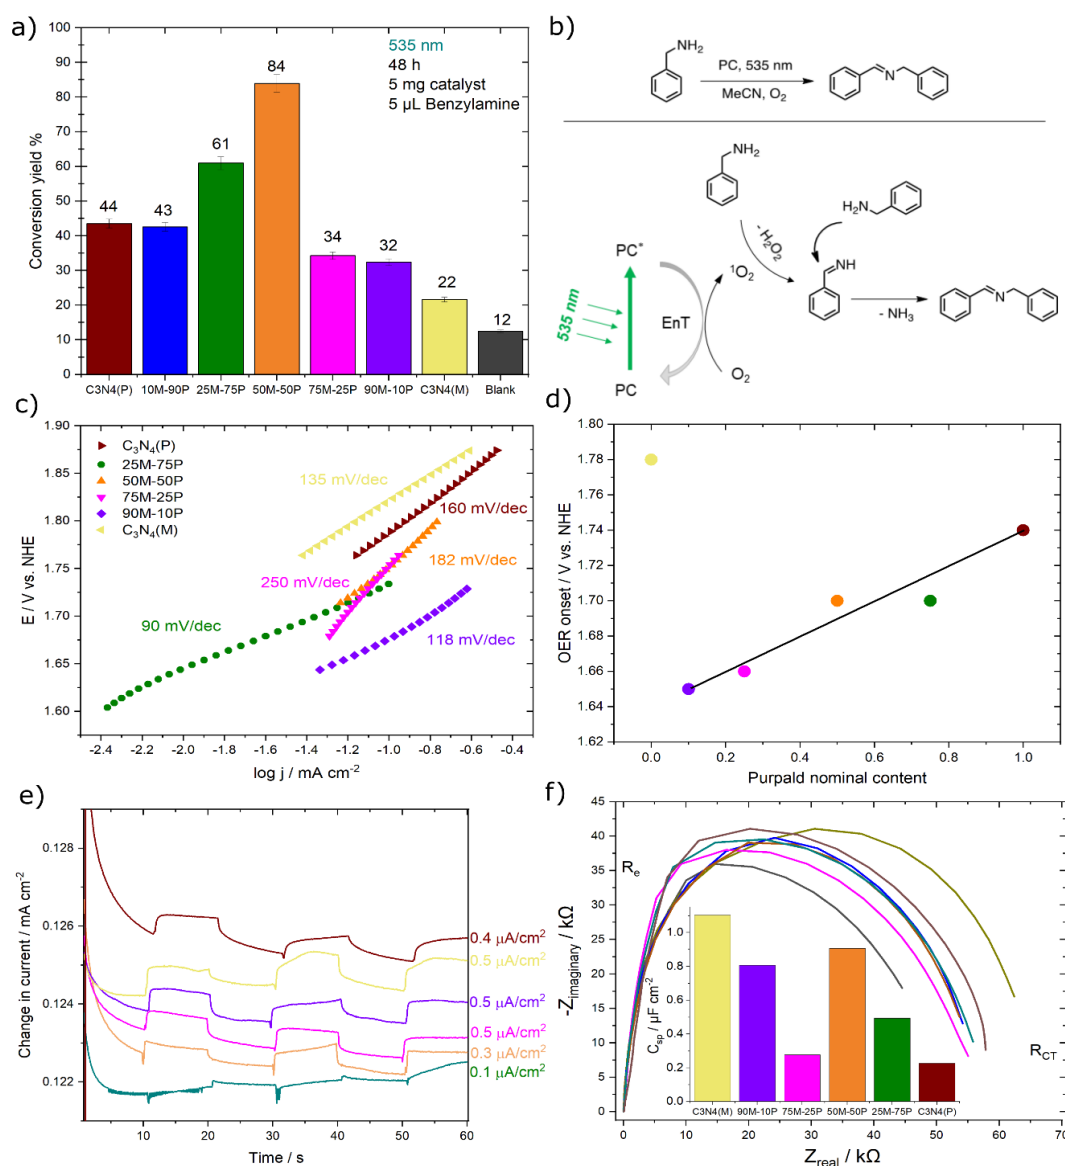 a)
100
90
80
70
60
50
40
30
20
10
0
Conversion yield %
535 nm
48 h
5 mg catalyst
5 µL Benzylamine
44
43
61
84
34
32
22
12
C3N4(P)
10M-90P
25M-75P
50M-50P
75M-25P
90M-10P
C3N4(M)
Blank
b)
NH2
PC, 535 nm
MeCN, O2
N
NH2
H2N
- H2O2
PC*
1O2
NH
N
- NH3
535 nm
EnT
O2
PC
c)
1.90
1.85
1.80
1.75
1.70
1.65
1.60
E / V vs. NHE
C3N4(P)
25M-75P
50M-50P
75M-25P
90M-10P
C3N4(M)
135 mV/dec
160 mV/dec
182 mV/dec
250 mV/dec
90 mV/dec
118 mV/dec
-2.4 -2.2 -2.0 -1.8 -1.6 -1.4 -1.2 -1.0 -0.8 -0.6 -0.4
log j / mA cm-2
d)
1.80
1.78
1.76
1.74
1.72
1.70
1.68
1.66
1.64
1.62
OER onset / V vs. NHE
0.0 0.2 0.4 0.6 0.8 1.0
Purpald nominal content
e)
0.128
0.126
0.124
0.122
Change in current / mA cm-2
0.4 µA/cm2
0.5 µA/cm2
0.5 µA/cm2
0.5 µA/cm2
0.3 µA/cm2
0.1 µA/cm2
10 20 30 40 50 60
Time / s
f)
45
40
35
30
25
20
15
10
5
0
-Zimaginary / kΩ
Re
RCT
1.0
0.8
0.6
0.4
0.2
0.0
Csp / µF cm-2
C3N4(M) 90M-10P 75M-25P 50M-50P 25M-75P C3N4(P)
0 10 20 30 40 50 60 70
Zreal / kΩ